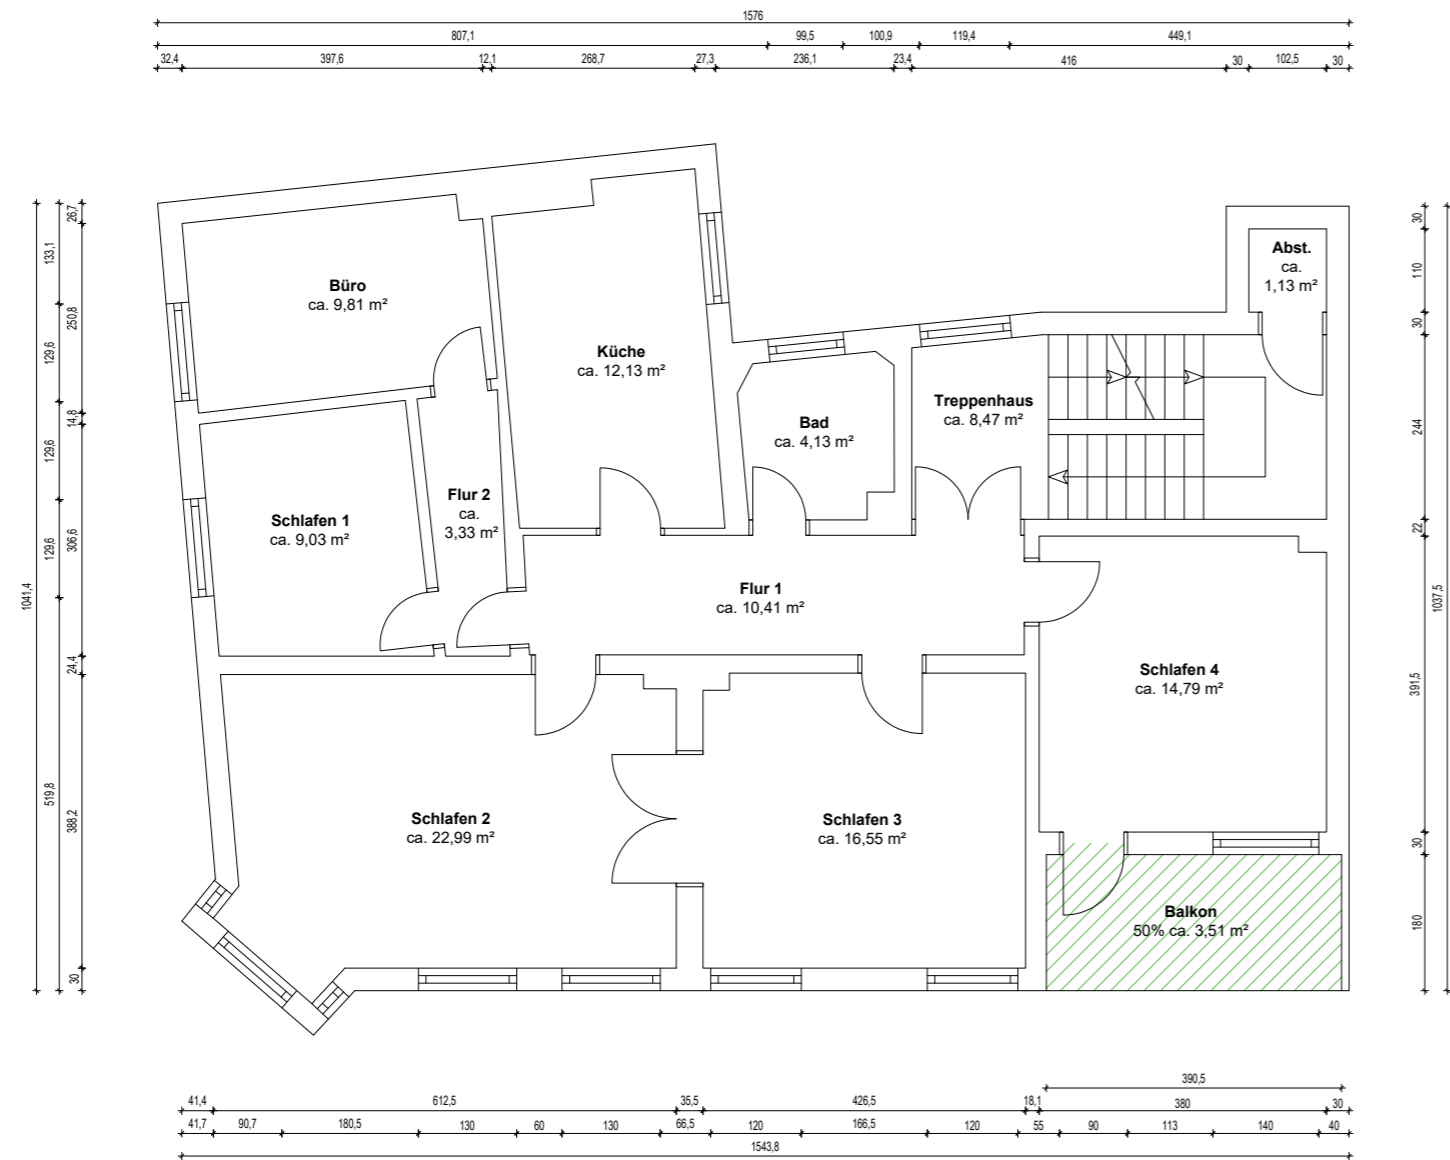 1576
807,1 99,5 100,9 119,4 449,1
32,4 397,6 12,1 268,7 27,3 236,1 23,4 416 30 102,5 30
1041,4
133,1 129,6 129,6 129,6 519,8
26,7 250,8 14,8 306,6 24,4 388,2 30
Büro
ca. 9,81 m²
Küche
ca. 12,13 m²
Abst.
ca.
1,13 m²
Bad
ca. 4,13 m²
Treppenhaus
ca. 8,47 m²
Schlafen 1
ca. 9,03 m²
Flur 2
ca.
3,33 m²
Flur 1
ca. 10,41 m²
Schlafen 4
ca. 14,79 m²
Schlafen 2
ca. 22,99 m²
Schlafen 3
ca. 16,55 m²
Balkon
50% ca. 3,51 m²
30 110 30 244 22 391,5 30 180
1037,5
390,5
41,4 612,5 35,5 426,5 18,1 380 30
41,7 90,7 180,5 130 60 130 66,5 120 166,5 120 55 90 113 140 40
1543,8